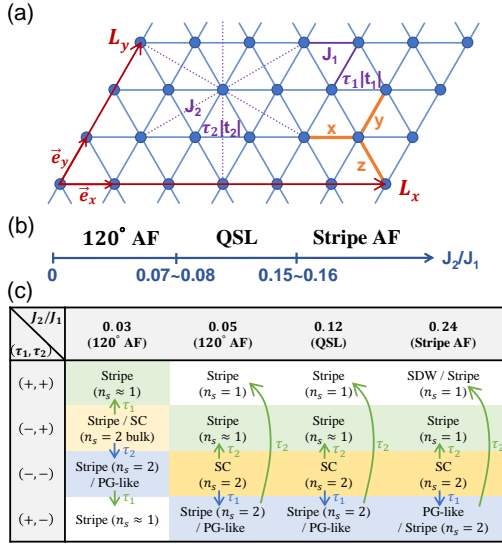 (a)
L_y
J_1
τ_1|t_1|
J_2
τ_2|t_2|
y
x
z
e_y
e_x
L_x
(b)
120° AF QSL Stripe AF
J_2/J_1
0 0.07~0.08 0.15~0.16
(c)
J_2/J_1
(τ_1, τ_2)
0.03 0.05 0.12 0.24
(120° AF) (120° AF) (QSL) (Stripe AF)
(+, +) Stripe Stripe Stripe SDW / Stripe
(n_s ≈ 1) (n_s = 1) (n_s = 1) (n_s = 1)
τ_1
(−, +) Stripe / SC Stripe Stripe Stripe
(n_s = 2 bulk) (n_s ≈ 1) (n_s ≈ 1) (n_s = 1)
τ_2 τ_2 τ_2 τ_2 τ_2 τ_2 τ_2
(−, −) Stripe (n_s = 2) SC SC SC
/ PG-like (n_s = 2) (n_s = 2) (n_s = 2)
τ_1 τ_1 τ_1 τ_1
(+, −) Stripe (n_s ≈ 1) Stripe (n_s = 2) Stripe (n_s = 2) PG-like
/ PG-like / PG-like / Stripe (n_s = 2)